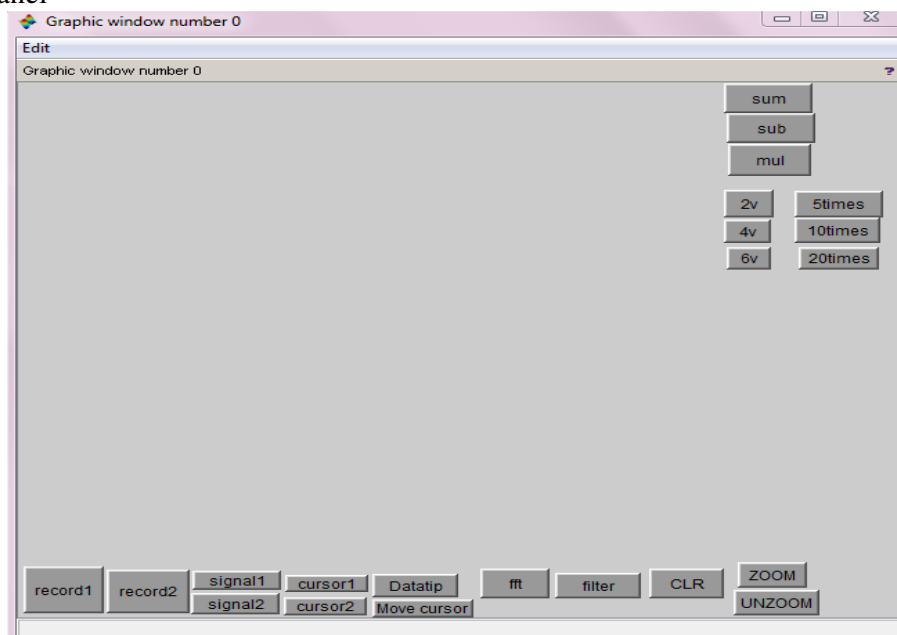 Graphic window number 0
Edit
Graphic window number 0 ?
sum
sub
mul
2v 5times
4v 10times
6v 20times
record1 record2 signal1 cursor1 Datatip fft filter CLR ZOOM
signal2 cursor2 Move cursor UNZOOM